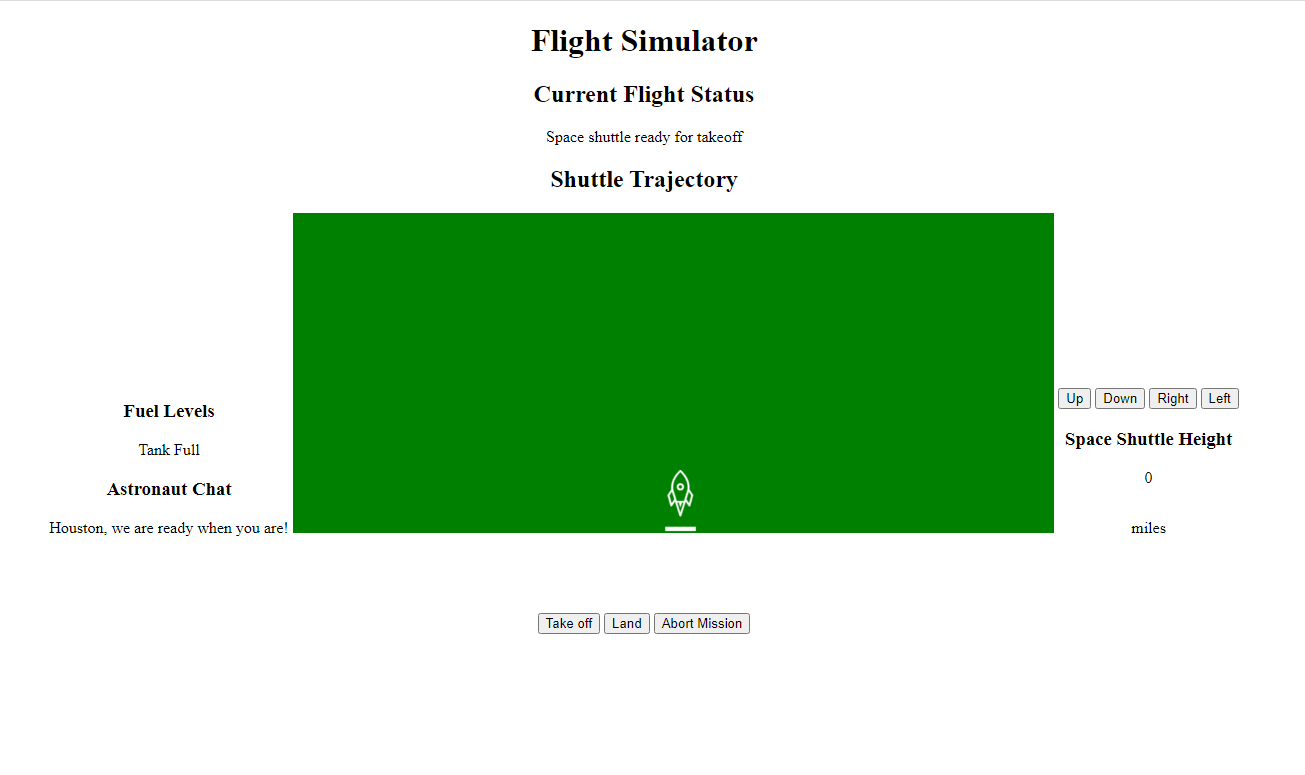 Flight Simulator
Current Flight Status
Space shuttle ready for takeoff
Shuttle Trajectory
Fuel Levels
Tank Full
Astronaut Chat
Houston, we are ready when you are!
Up Down Right Left
Space Shuttle Height
0
miles
Take off Land Abort Mission